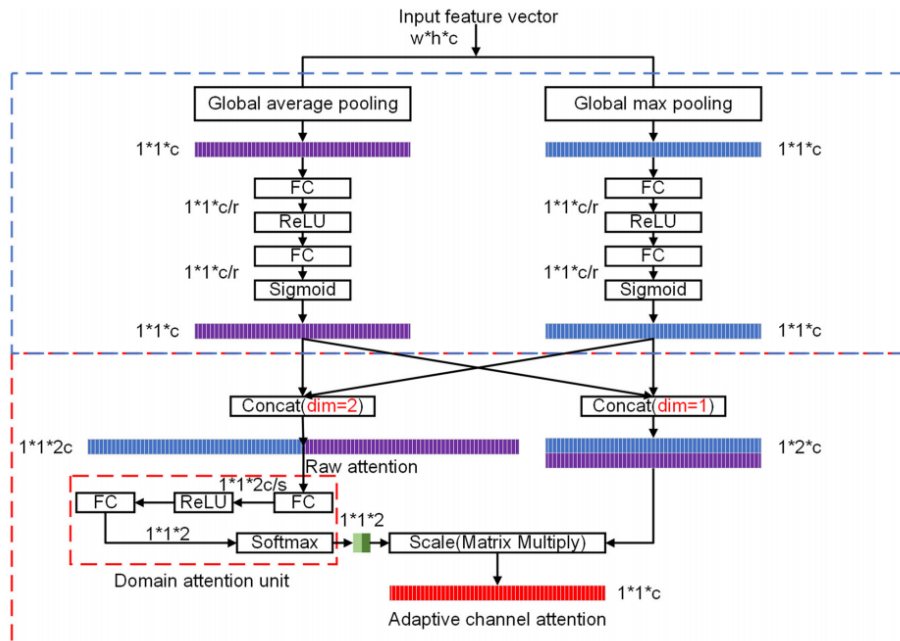 Input feature vector
w*h*c
Global average pooling
Global max pooling
1*1*c
1*1*c
FC
FC
1*1*c/r
1*1*c/r
ReLU
ReLU
FC
FC
1*1*c/r
1*1*c/r
Sigmoid
Sigmoid
1*1*c
1*1*c
Concat(dim=2)
Concat(dim=1)
1*1*2c
1*2*c
Raw attention
1*1*2c/s
FC
ReLU
FC
1*1*2
1*1*2
Softmax
Scale(Matrix Multiply)
Domain attention unit
1*1*c
Adaptive channel attention